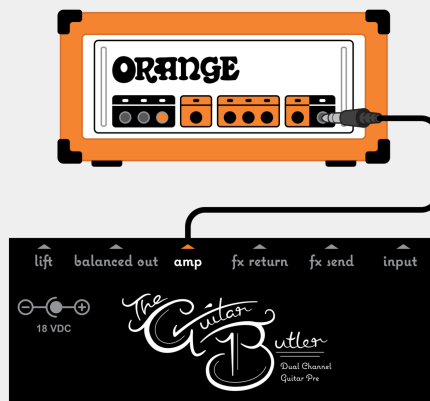 ORANGE
lift balanced out amp fx return fx send input
18 VDC
The Guitar Butler
Dual Channel
Guitar Pre